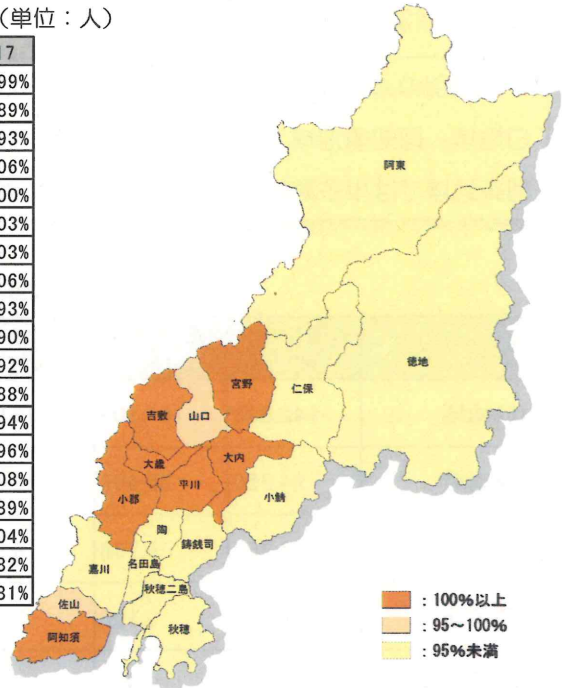 （単位：人）
17
99%
89%
93%
06%
00%
03%
03%
06%
93%
90%
92%
88%
94%
96%
08%
89%
04%
82%
81%
阿東
徳地
宮野
仁保
吉敷
山口
大歳
大内
平川
小郡
小鯖
陶
鋳銭司
嘉川
名田島
秋穂二島
佐山
秋穂
阿知須
：100%以上
：95～100%
：95%未満